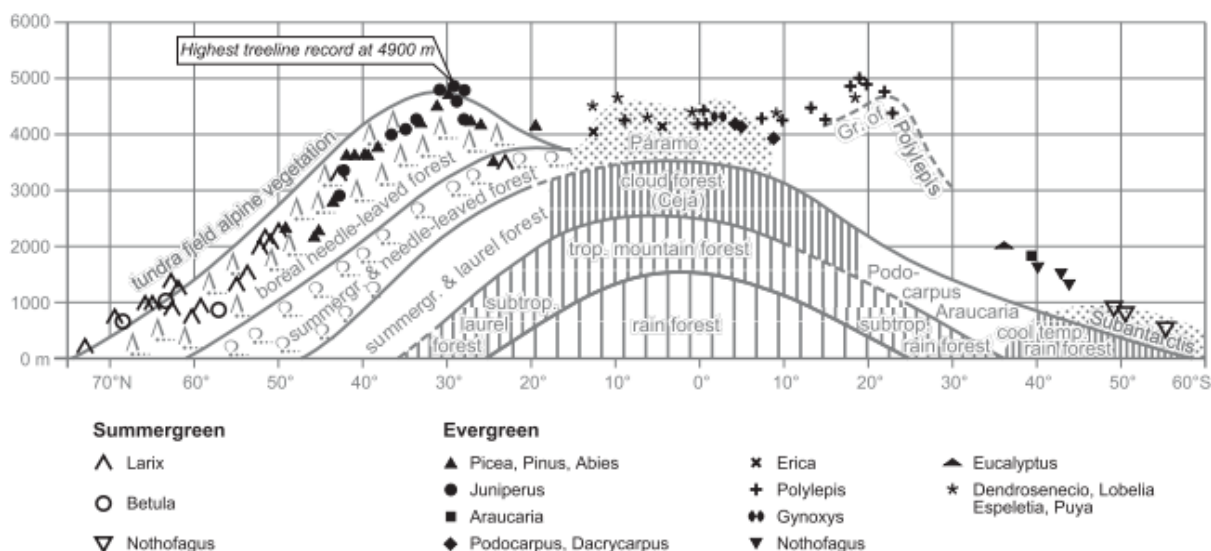 6000
Highest treeline record at 4900 m
5000
4000
3000
2000
1000
0 m
tundra field alpine vegetation
boreal needle-leaved forest
summergr. & needle-leaved forest
summergr. & laurel forest
subtrop.
laurel
forest
Páramo
cloud forest
(Ceja)
trop. mountain forest
rain forest
Gr. of
Polylepis
Podo-
carpus
Araucaria
subtrop.
rain forest
cool temp.
rain forest
Subantarctis
70°N 60° 50° 40° 30° 20° 10° 0° 10° 20° 30° 40° 50° 60°S
Summergreen
Larix
Betula
Nothofagus
Evergreen
Picea, Pinus, Abies
Juniperus
Araucaria
Podocarpus, Dacrycarpus
Erica
Polylepis
Gynoxys
Nothofagus
Eucalyptus
Dendrosenecio, Lobelia
Espeletia, Puya